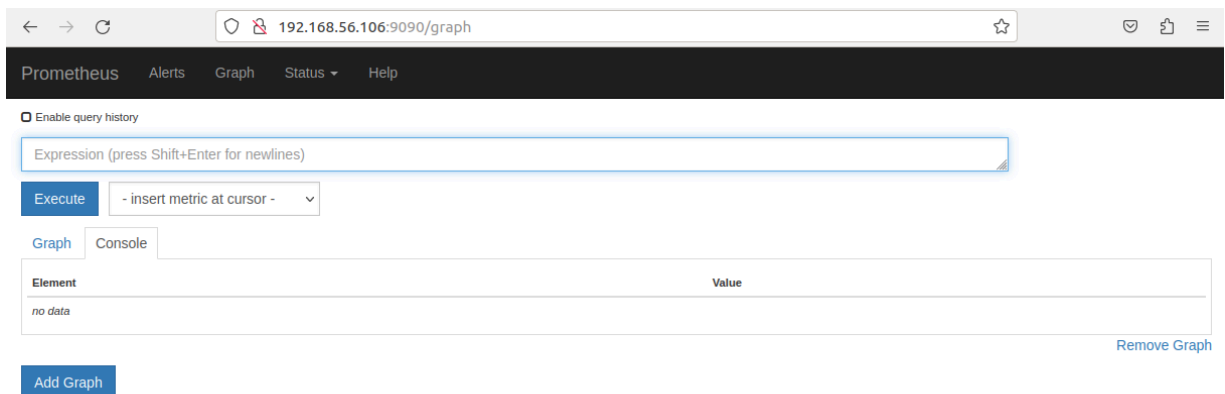 192.168.56.106:9090/graph
Prometheus Alerts Graph Status Help
Enable query history
Expression (press Shift+Enter for newlines)
Execute - insert metric at cursor -
Graph Console
Element Value
no data
Remove Graph
Add Graph